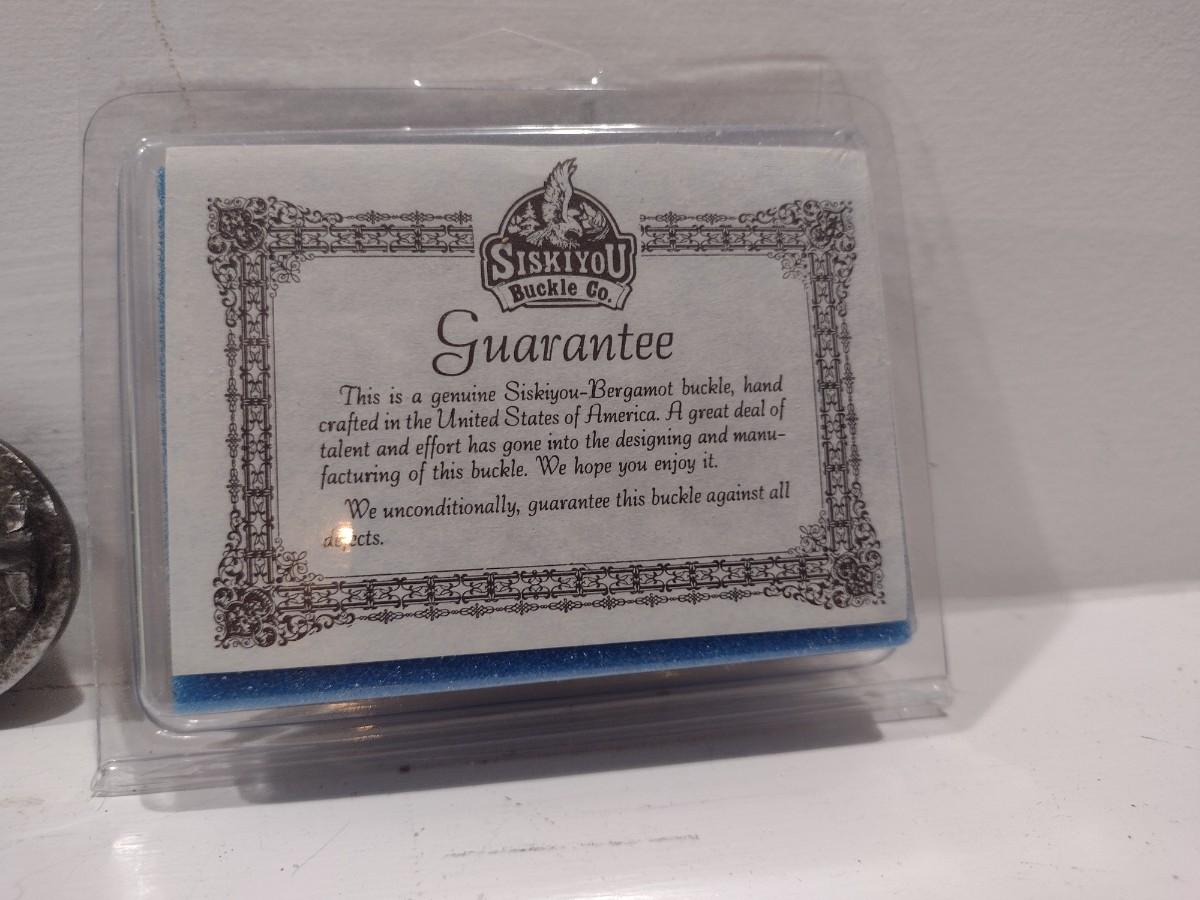 SISKIYOU
Buckle Co.
Guarantee
This is a genuine Siskiyou-Bergamot buckle, hand
crafted in the United States of America. A great deal of
talent and effort has gone into the designing and manu-
facturing of this buckle. We hope you enjoy it.
We unconditionally, guarantee this buckle against all
defects.